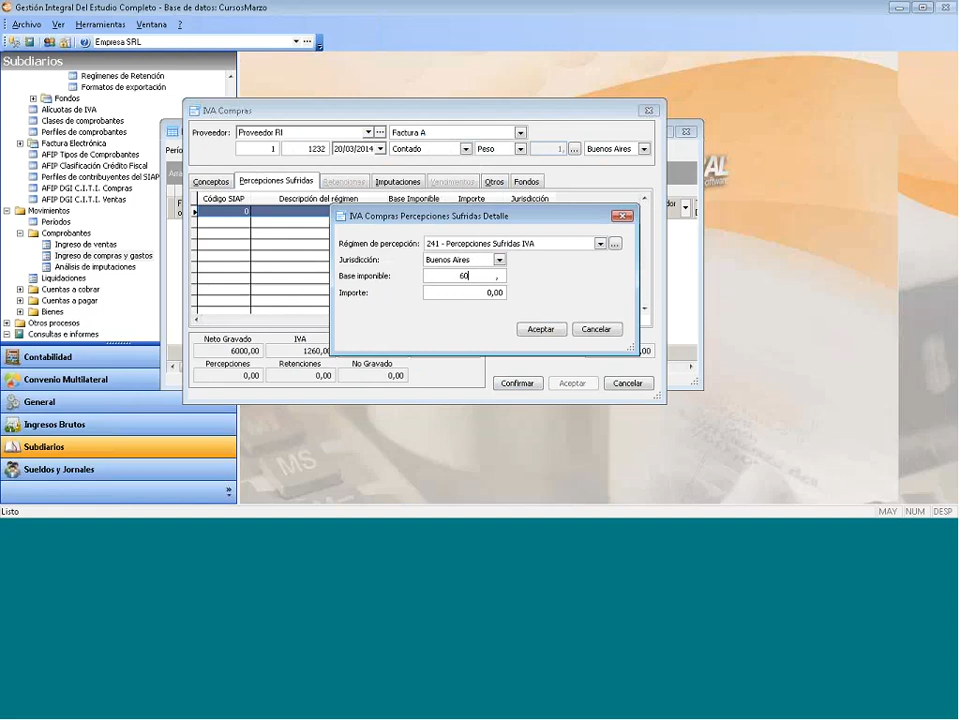 Gestión Integral Del Estudio Completo - Base de datos: CursosMarzo
Archivo Ver Herramientas Ventana ?
Empresa SRL
Subdiarios
Regímenes de Retención
Formatos de exportación
Fondos
Alícuotas de IVA
Clases de comprobantes
Perfiles de comprobantes
Factura Electrónica
AFIP Tipos de Comprobantes
AFIP Clasificación Crédito Fiscal
Perfiles de contribuyentes del SIAP
AFIP DGI C.I.T.I. Compras
AFIP DGI C.I.T.I. Ventas
Movimientos
Períodos
Comprobantes
Ingreso de ventas
Ingreso de compras y gastos
Análisis de imputaciones
Liquidaciones
Cuentas a cobrar
Cuentas a pagar
Bienes
Otros procesos
Consultas e informes
Contabilidad
Convenio Multilateral
General
Ingresos Brutos
Subdiarios
Sueldos y Jornales
IVA Compras
Proveedor: Proveedor RI Factura A
1 1232 20/03/2014 Contado Peso 1, Buenos Aires
Conceptos Percepciones Sufridas Retenciones Imputaciones Vencimientos Otros Fondos
Código SIAP Descripción del régimen Base Imponible Importe Jurisdicción
0
IVA Compras Percepciones Sufridas Detalle
Régimen de percepción: 241 - Percepciones Sufridas IVA
Jurisdicción: Buenos Aires
Base imponible: 60 ,
Importe: 0,00
Aceptar Cancelar
Neto Gravado IVA
6000,00 1260,00
Percepciones Retenciones No Gravado
0,00 0,00 0,00
Confirmar Aceptar Cancelar
Listo MAY NUM DESP